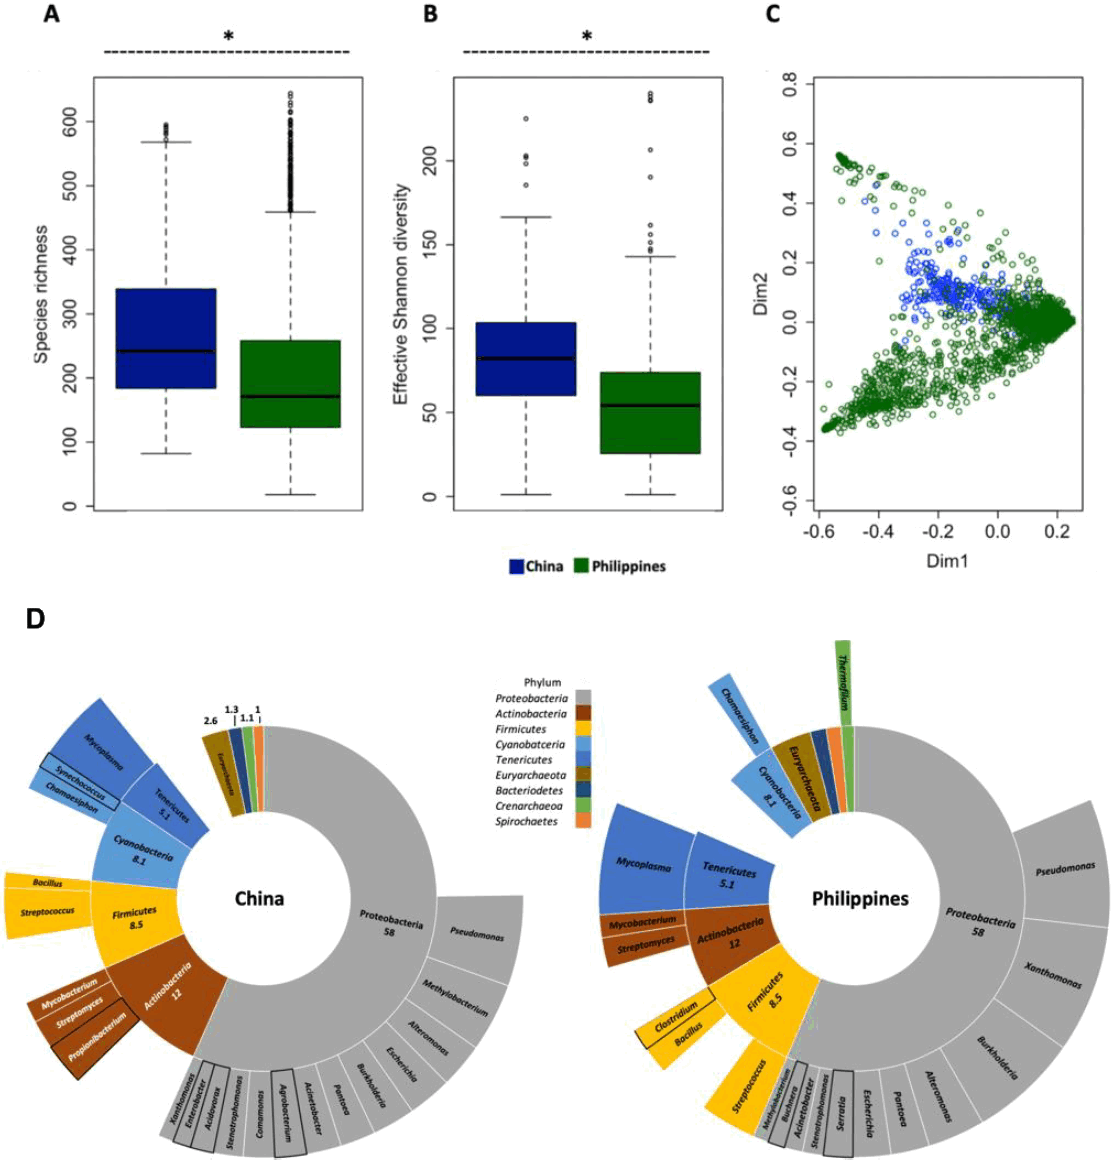 A
*
Species richness
0
100
200
300
400
500
600
B
*
Effective Shannon diversity
0
50
100
150
200
C
Dim2
-0.6
-0.4
-0.2
0.0
0.2
0.4
0.6
0.8
-0.6
-0.4
-0.2
0.0
0.2
Dim1
China
Philippines
D
Phylum
Proteobacteria
Actinobacteria
Firmicutes
Cyanobatceria
Tenericutes
Euryarchaeota
Bacteriodetes
Crenarchaeoa
Spirochaetes
China
2.6
1.3
1.1
1
Euryarchaeota
Mycoplasma
Tenericutes
5.1
Synechococcus
Chamaesiphon
Cyanobacteria
8.1
Bacillus
Streptococcus
Firmicutes
8.5
Mycobacterium
Streptomyces
Propionibacterium
Actinobacteria
12
Proteobacteria
58
Pseudomonas
Methylobacterium
Alteromonas
Escherichia
Burkholderia
Pantoea
Acinetobacter
Agrobacterium
Comamonas
Stenotrophomonas
Acidovorax
Enterobacter
Xanthomonas
Philippines
Thermofilum
Chamaesiphon
Cyanobacteria
8.1
Euryarchaeota
Mycoplasma
Tenericutes
5.1
Mycobacterium
Streptomyces
Actinobacteria
12
Clostridium
Bacillus
Streptococcus
Firmicutes
8.5
Proteobacteria
58
Pseudomonas
Xanthomonas
Burkholderia
Alteromonas
Pantoea
Escherichia
Serratia
Stenotrophomonas
Acinetobacter
Buchnera
Methylobacterium